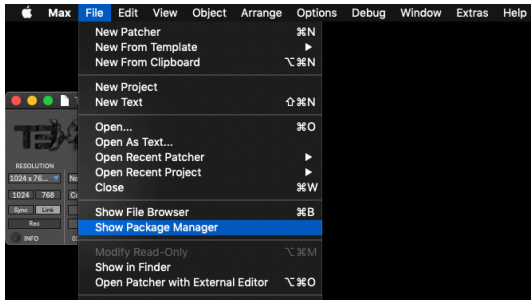 Max File Edit View Object Arrange Options Debug Window Extras Help
New Patcher ⌘N
New From Template ▶
New From Clipboard ⌥⌘N
New Project
New Text ⇧⌘N
Open... ⌘O
Open As Text...
Open Recent Patcher ▶
Open Recent Project ▶
Close ⌘W
Show File Browser ⌘B
Show Package Manager
Modify Read-Only ⌥⌘M
Show in Finder
Open Patcher with External Editor ⌥⌘O
RESOLUTION
1024 x 76...
1024 768
Sync Link
Rec
INFO